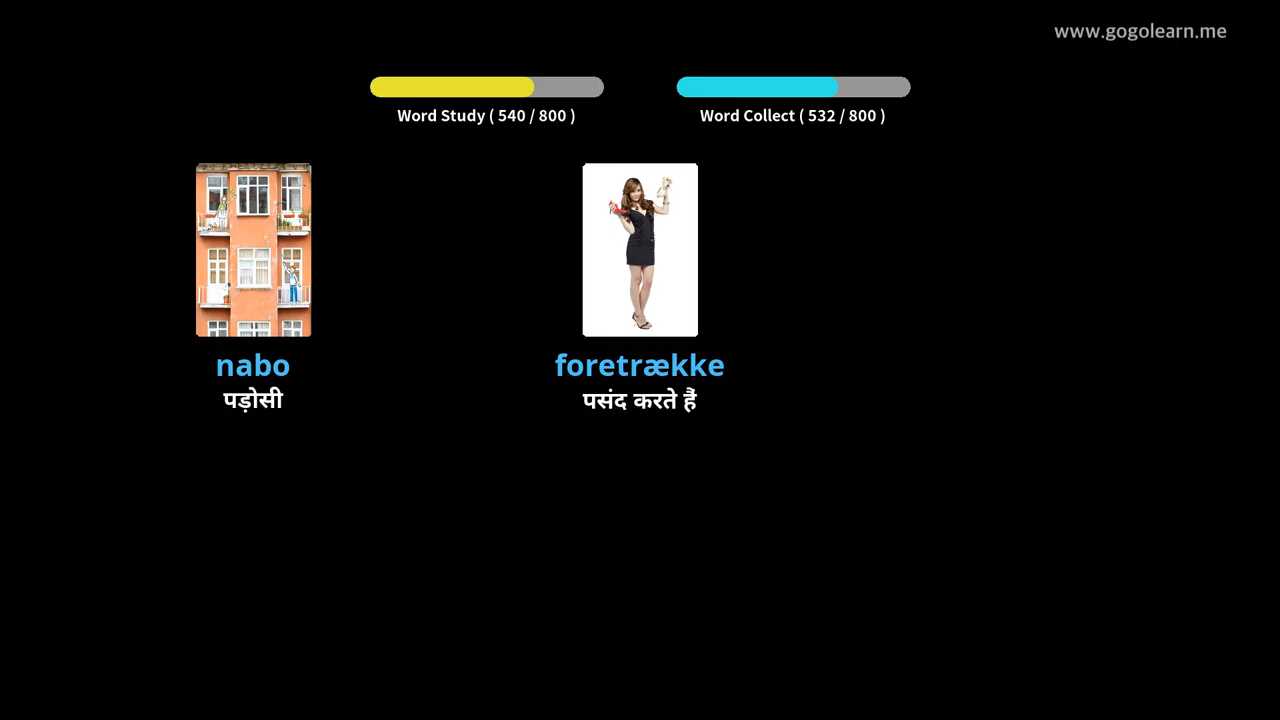 www.gogolearn.me
Word Study ( 540 / 800 )
Word Collect ( 532 / 800 )
nabo
पड़ोसी
foretrække
पसंद करते हैं